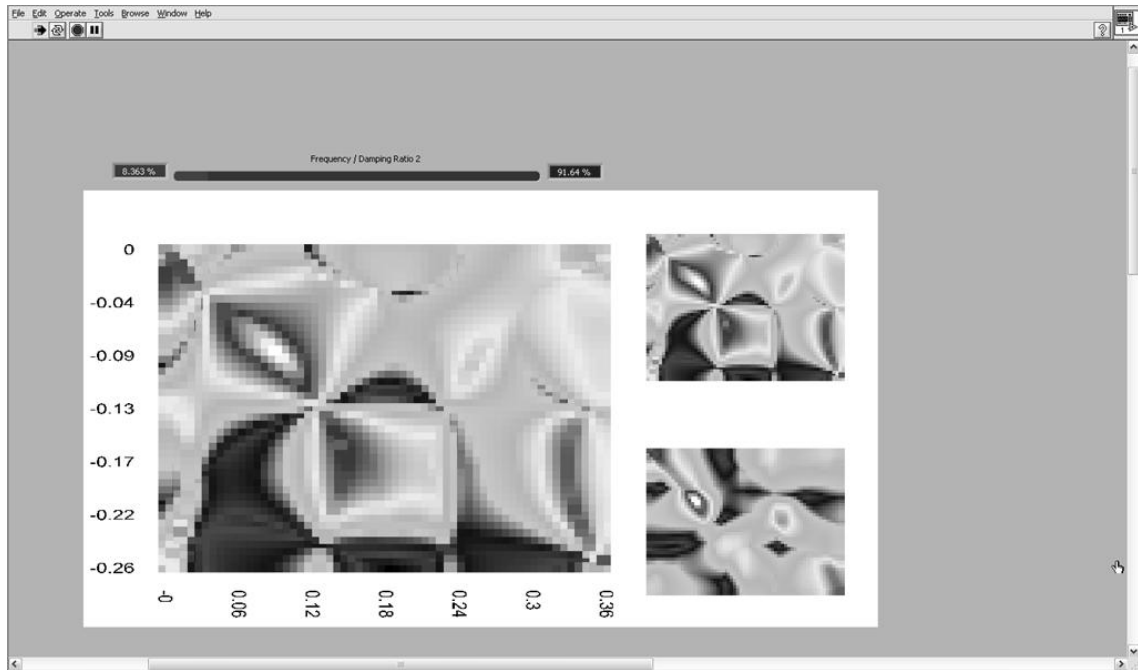 File Edit Operate Tools Browse Window Help
1
Frequency / Damping Ratio 2
8.363 % 91.64 %
0
-0.04
-0.09
-0.13
-0.17
-0.22
-0.26
-0 0.06 0.12 0.18 0.24 0.3 0.36